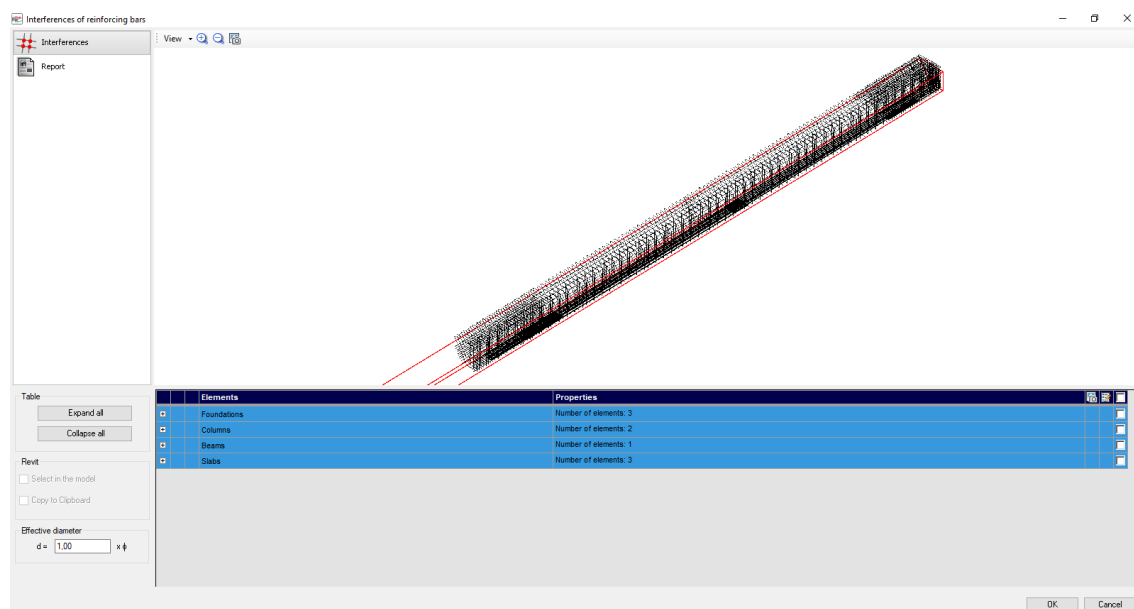 Interferences of reinforcing bars
Interferences
Report
View
Table
Expand all
Collapse all
Revit
Select in the model
Copy to Clipboard
Effective diameter
d = 1,00 x ϕ
Elements Properties
Foundations Number of elements: 3
Columns Number of elements: 2
Beams Number of elements: 1
Slabs Number of elements: 3
OK Cancel